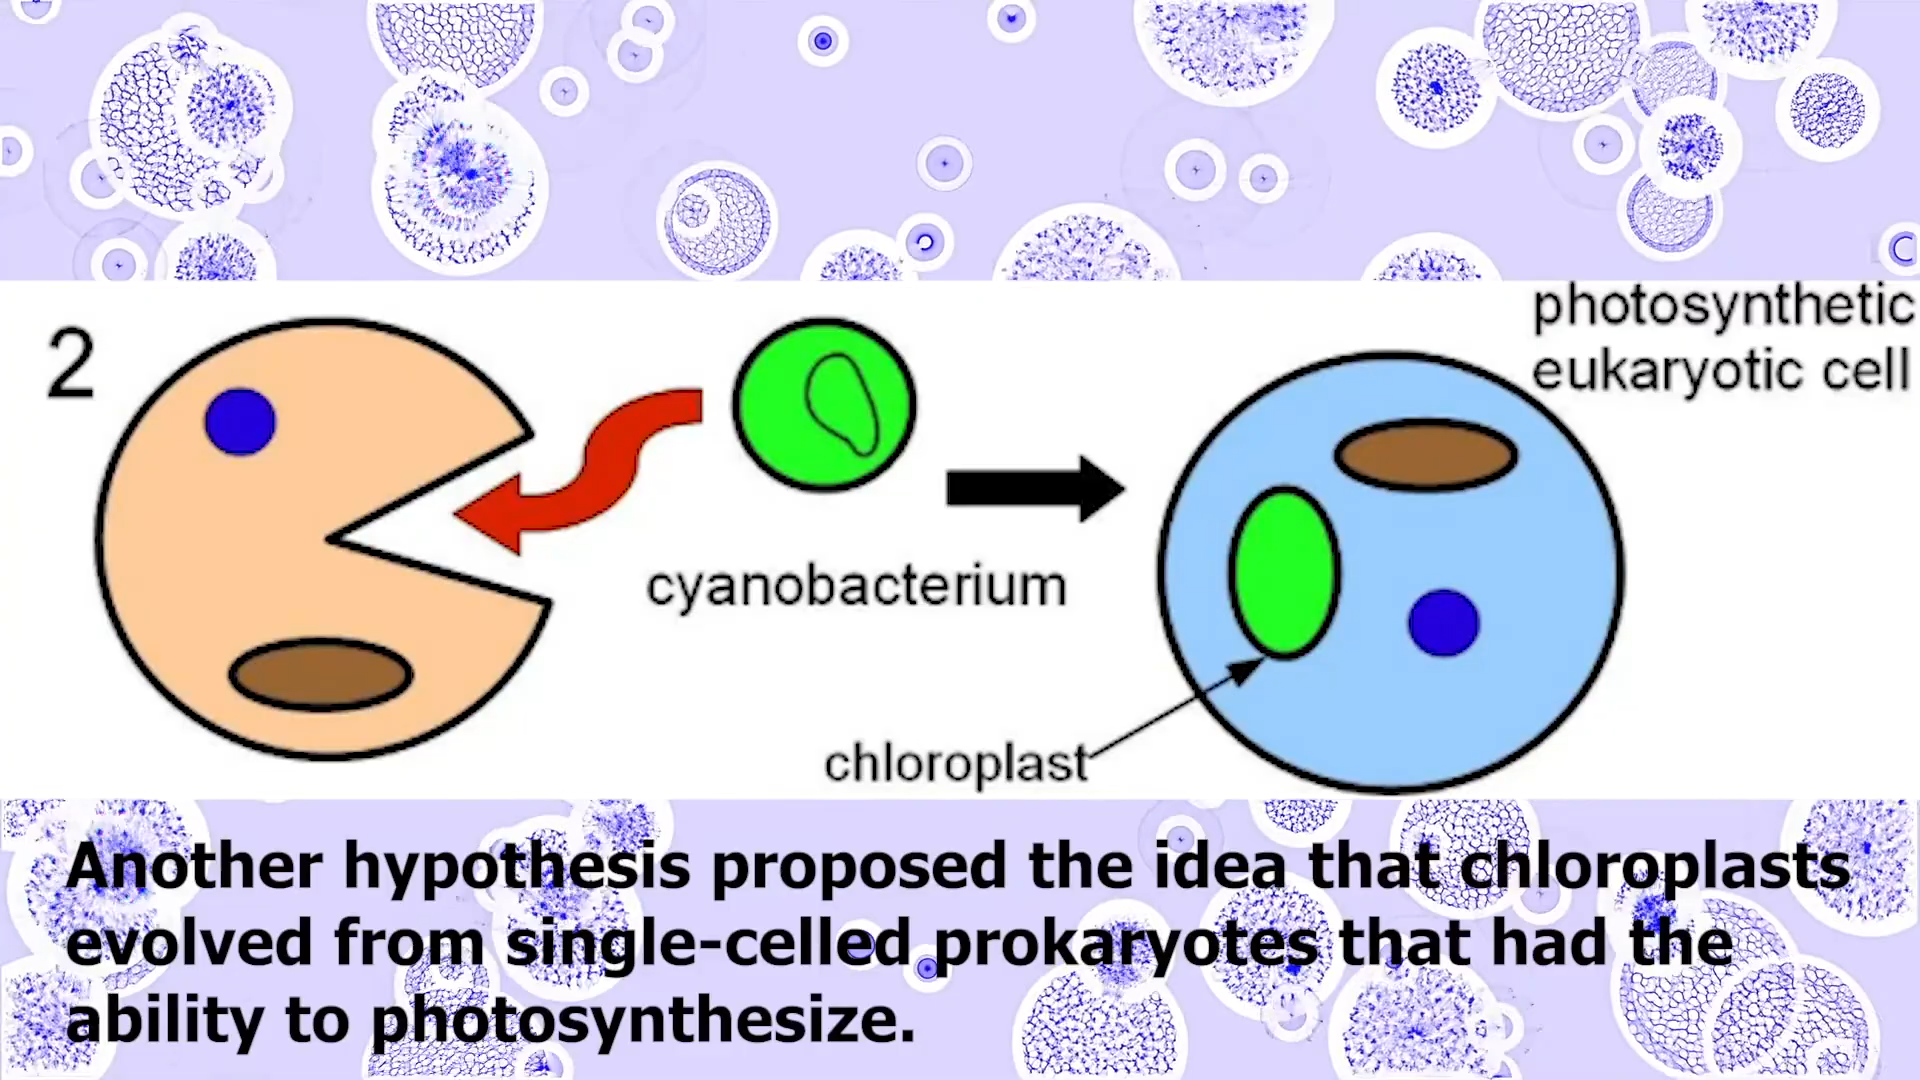 2
photosynthetic
eukaryotic cell
cyanobacterium
chloroplast
Another hypothesis proposed the idea that chloroplasts
evolved from single-celled prokaryotes that had the
ability to photosynthesize.